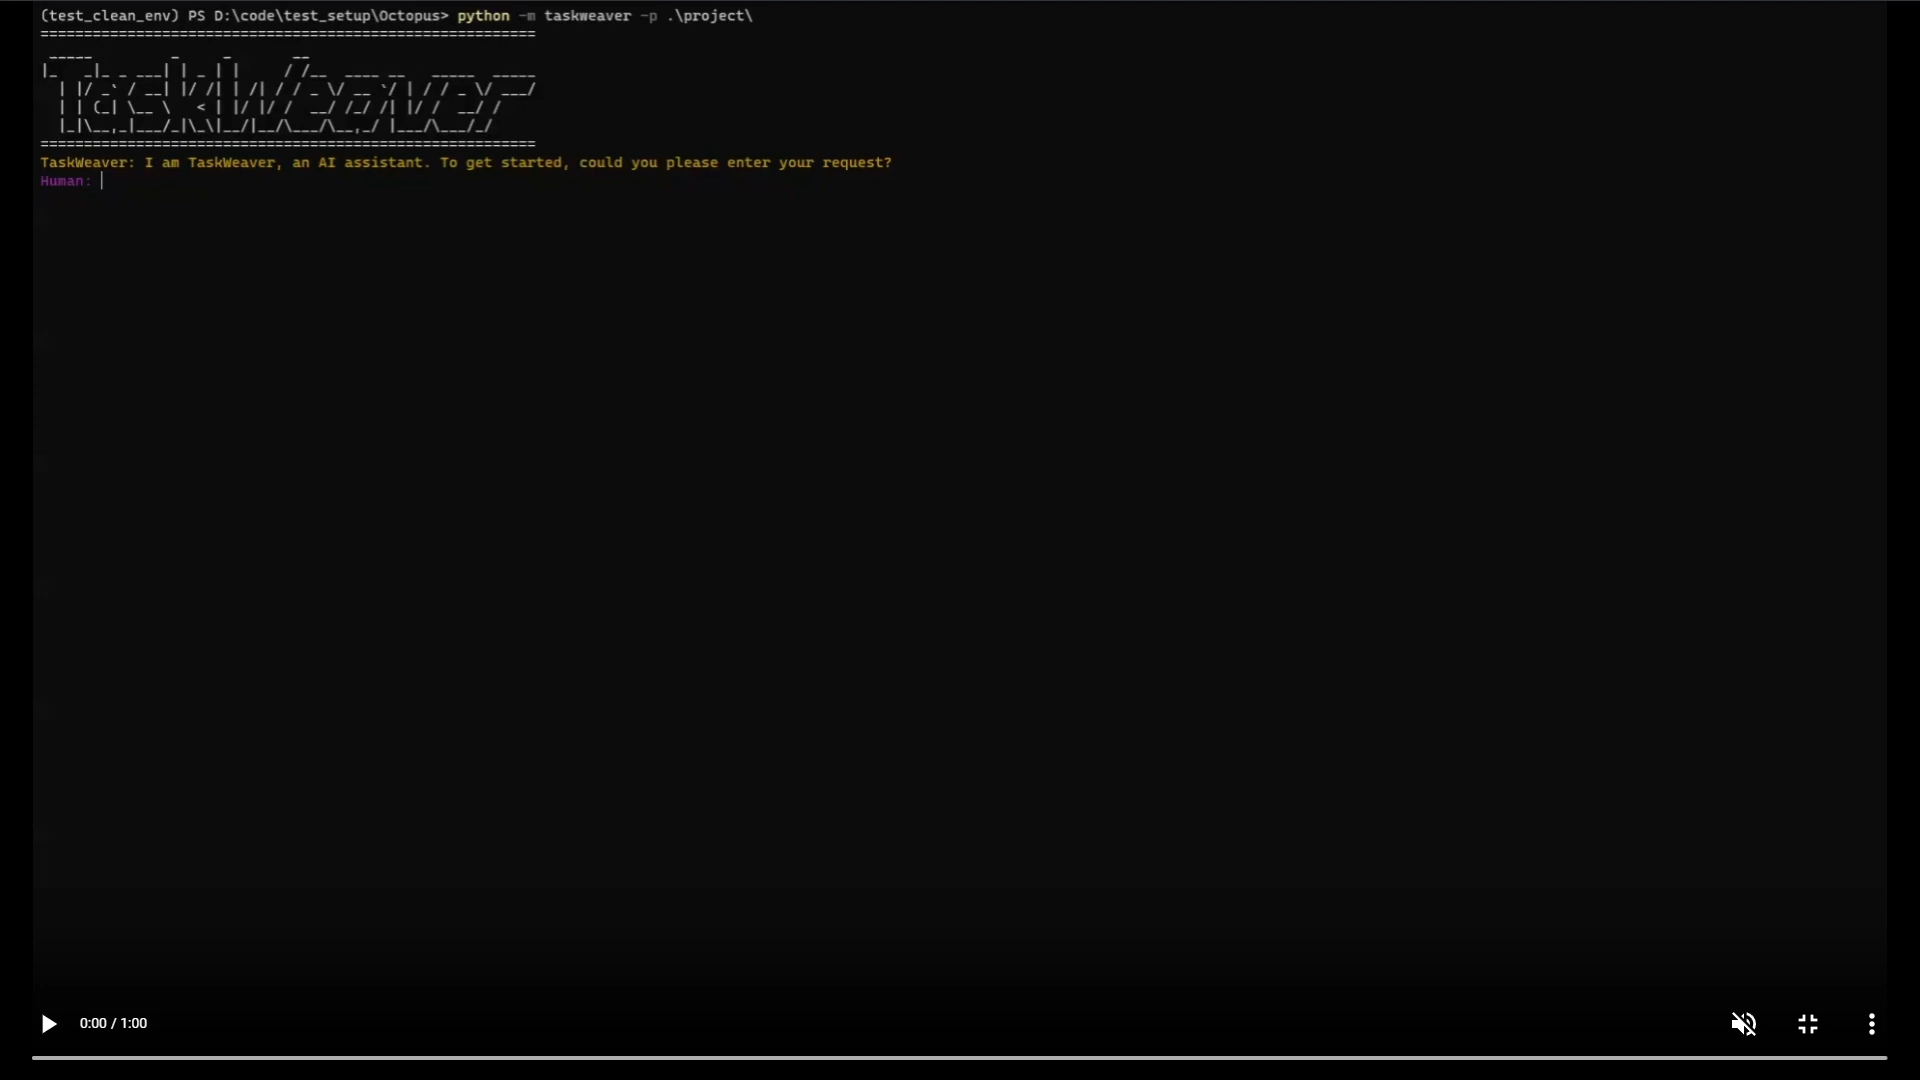 (test_clean_env) PS D:\code\test_setup\Octopus> python -m taskweaver -p .\project\
=========================================================
TaskWeaver
=========================================================
TaskWeaver: I am TaskWeaver, an AI assistant. To get started, could you please enter your request?
Human:
0:00 / 1:00